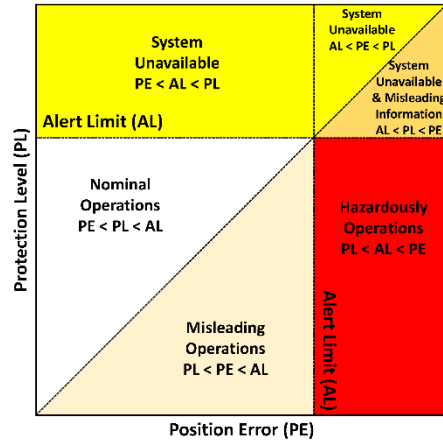 System
Unavailable
PE < AL < PL
System
Unavailable
AL < PE < PL
System
Unavailable
& Misleading
Information
AL < PL < PE
Alert Limit (AL)
Protection Level (PL)
Nominal
Operations
PE < PL < AL
Hazardously
Operations
PL < AL < PE
Misleading
Operations
PL < PE < AL
Alert Limit (AL)
Position Error (PE)